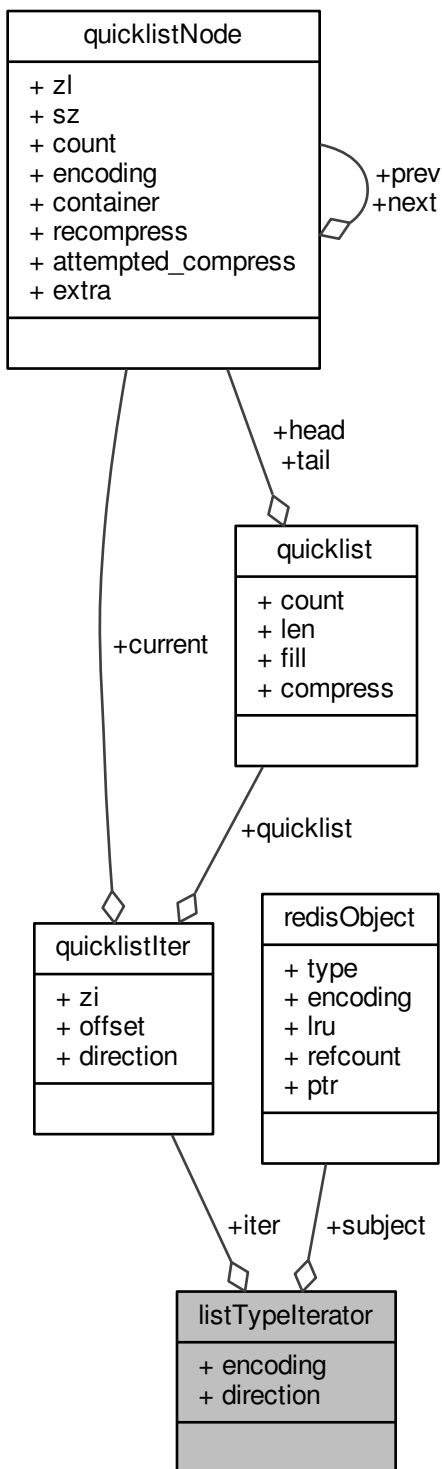 quicklistNode
+ zl
+ sz
+ count
+ encoding
+ container
+ recompress
+ attempted_compress
+ extra
+prev
+next
+head
+tail
quicklist
+ count
+ len
+ fill
+ compress
+current
+quicklist
quicklistIter
+ zi
+ offset
+ direction
redisObject
+ type
+ encoding
+ lru
+ refcount
+ ptr
+iter
+subject
listTypeIterator
+ encoding
+ direction